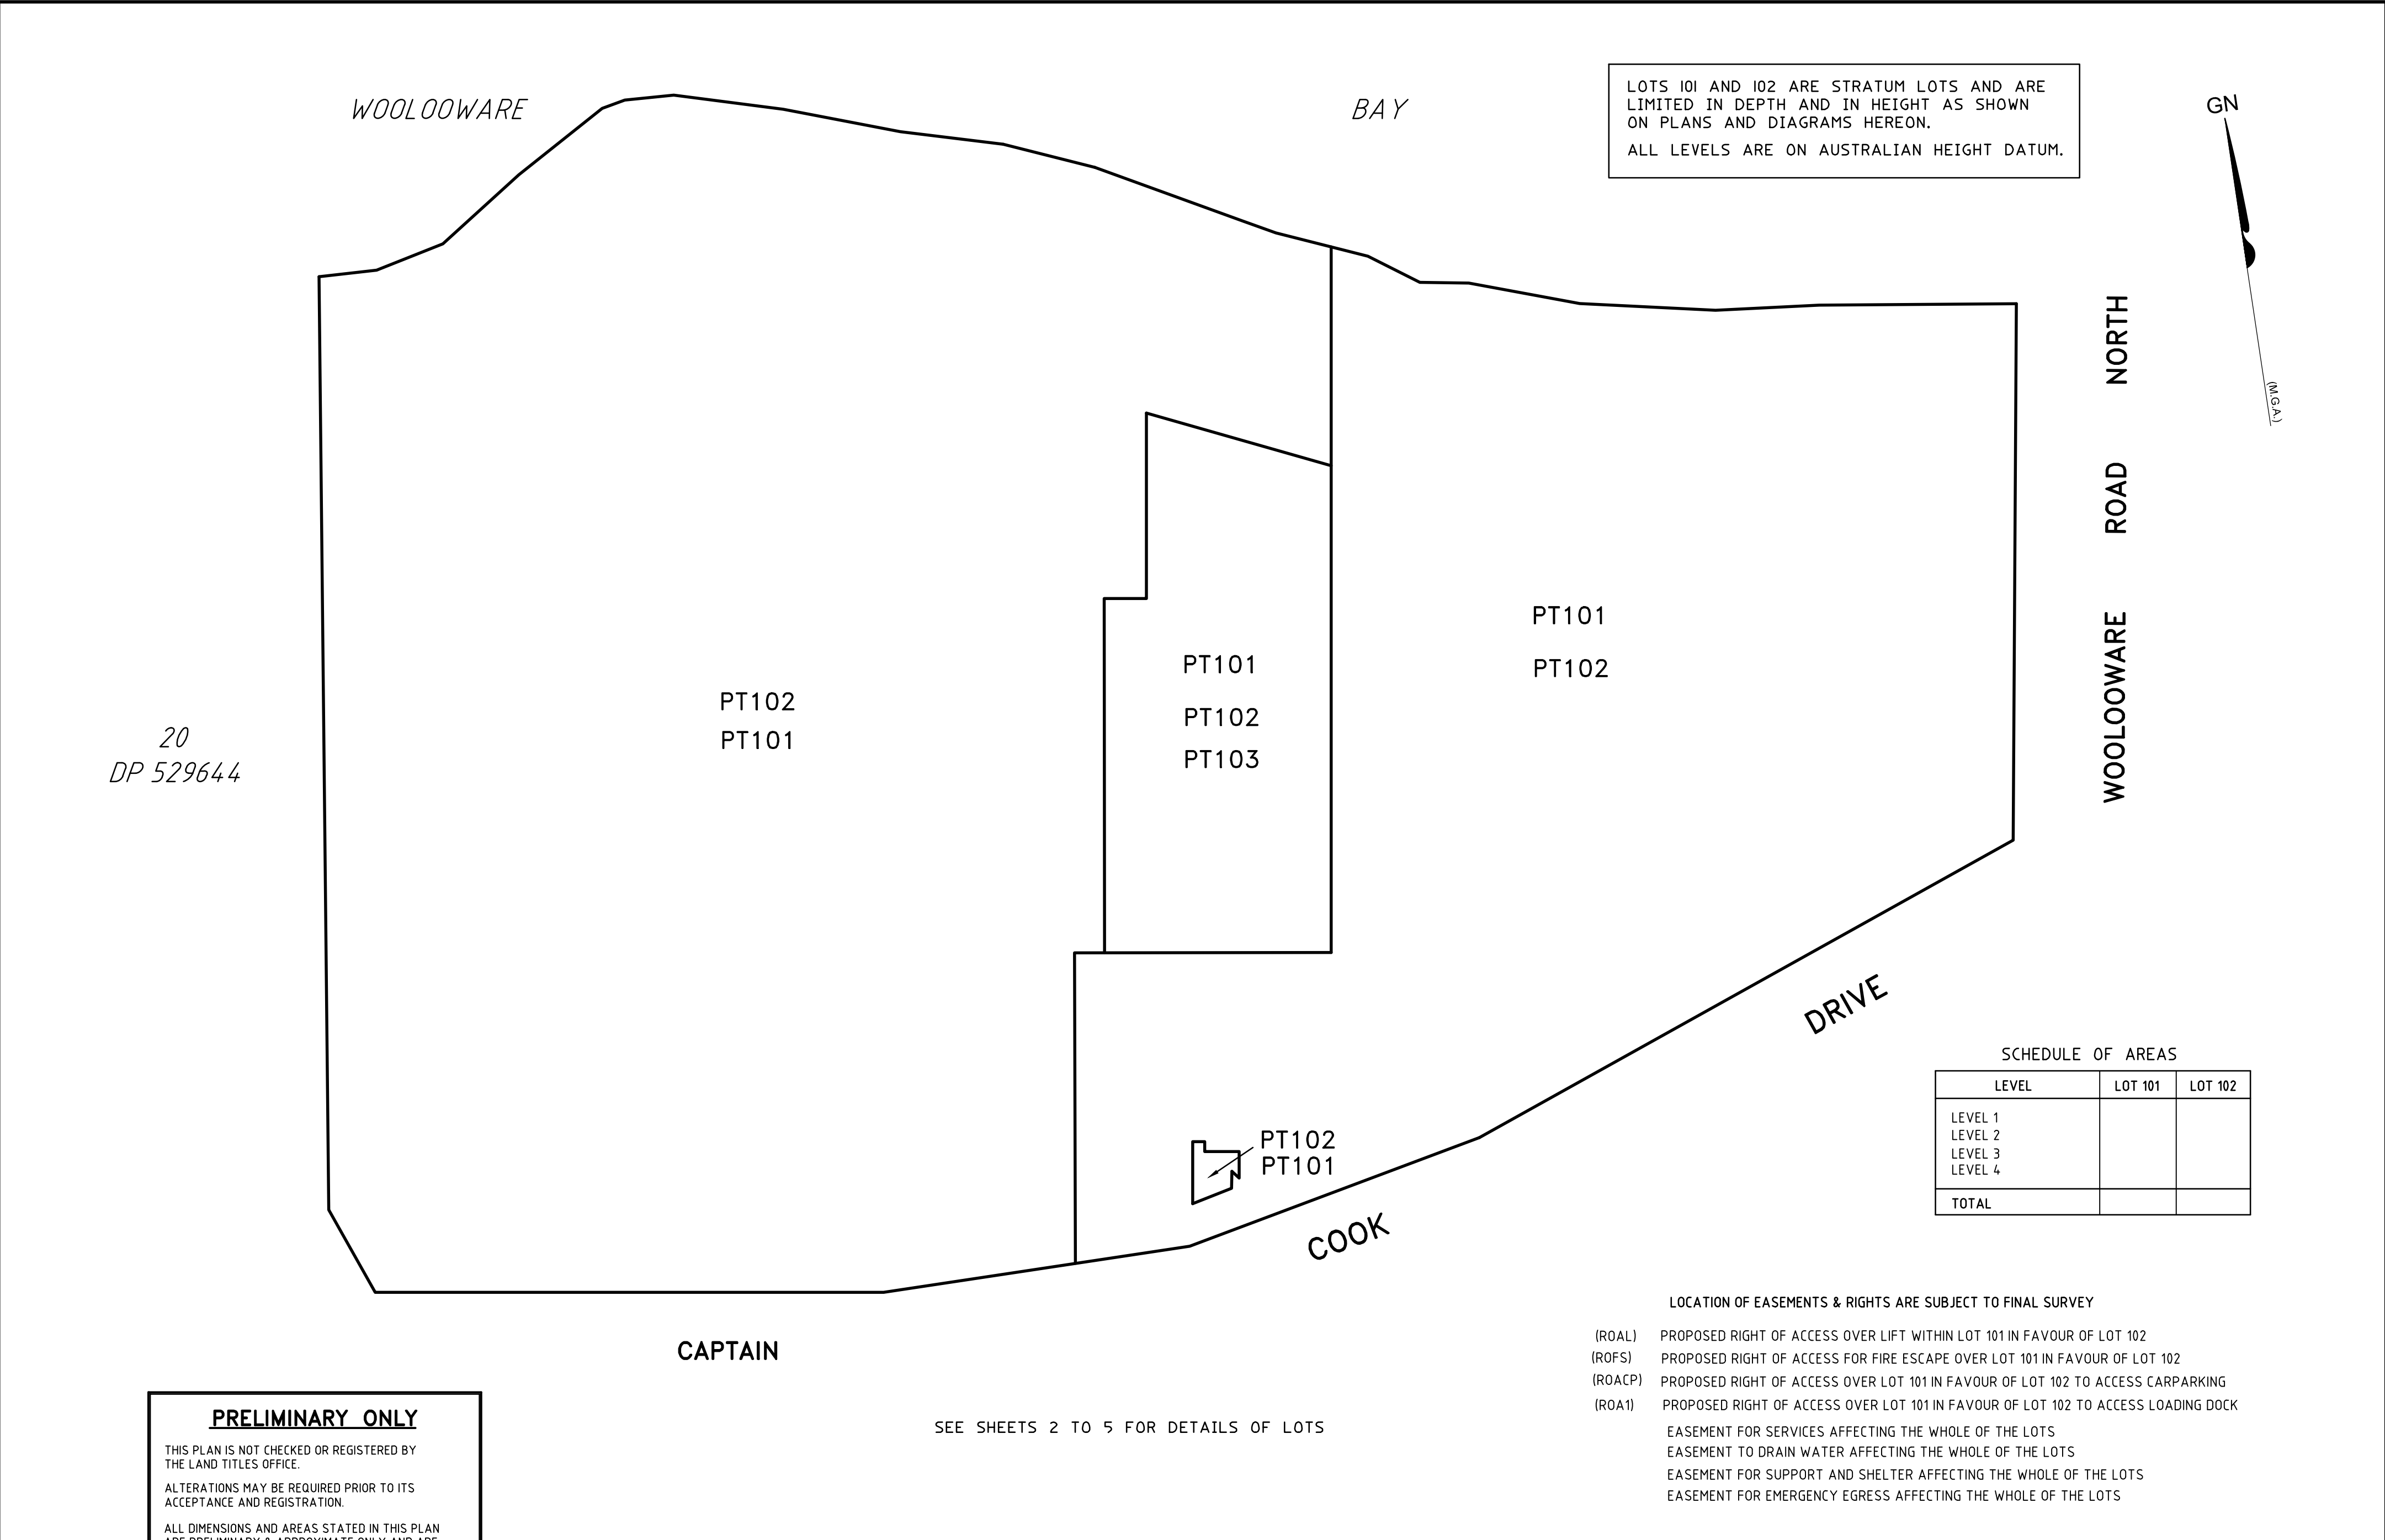 WOOLOOWARE BAY
LOTS 101 AND 102 ARE STRATUM LOTS AND ARE
LIMITED IN DEPTH AND IN HEIGHT AS SHOWN
ON PLANS AND DIAGRAMS HEREON.
ALL LEVELS ARE ON AUSTRALIAN HEIGHT DATUM.
GN
(M.G.A.)
WOOLOOWARE ROAD NORTH
PT101
PT102
PT101
PT102
PT103
PT102
PT101
20
DP 529644
PT102
PT101
CAPTAIN COOK DRIVE
SCHEDULE OF AREAS
LEVEL LOT 101 LOT 102
LEVEL 1
LEVEL 2
LEVEL 3
LEVEL 4
TOTAL
LOCATION OF EASEMENTS & RIGHTS ARE SUBJECT TO FINAL SURVEY
(ROAL) PROPOSED RIGHT OF ACCESS OVER LIFT WITHIN LOT 101 IN FAVOUR OF LOT 102
(ROFS) PROPOSED RIGHT OF ACCESS FOR FIRE ESCAPE OVER LOT 101 IN FAVOUR OF LOT 102
(ROACP) PROPOSED RIGHT OF ACCESS OVER LOT 101 IN FAVOUR OF LOT 102 TO ACCESS CARPARKING
(ROA1) PROPOSED RIGHT OF ACCESS OVER LOT 101 IN FAVOUR OF LOT 102 TO ACCESS LOADING DOCK
EASEMENT FOR SERVICES AFFECTING THE WHOLE OF THE LOTS
EASEMENT TO DRAIN WATER AFFECTING THE WHOLE OF THE LOTS
EASEMENT FOR SUPPORT AND SHELTER AFFECTING THE WHOLE OF THE LOTS
EASEMENT FOR EMERGENCY EGRESS AFFECTING THE WHOLE OF THE LOTS
SEE SHEETS 2 TO 5 FOR DETAILS OF LOTS
PRELIMINARY ONLY
THIS PLAN IS NOT CHECKED OR REGISTERED BY
THE LAND TITLES OFFICE.
ALTERATIONS MAY BE REQUIRED PRIOR TO ITS
ACCEPTANCE AND REGISTRATION.
ALL DIMENSIONS AND AREAS STATED IN THIS PLAN